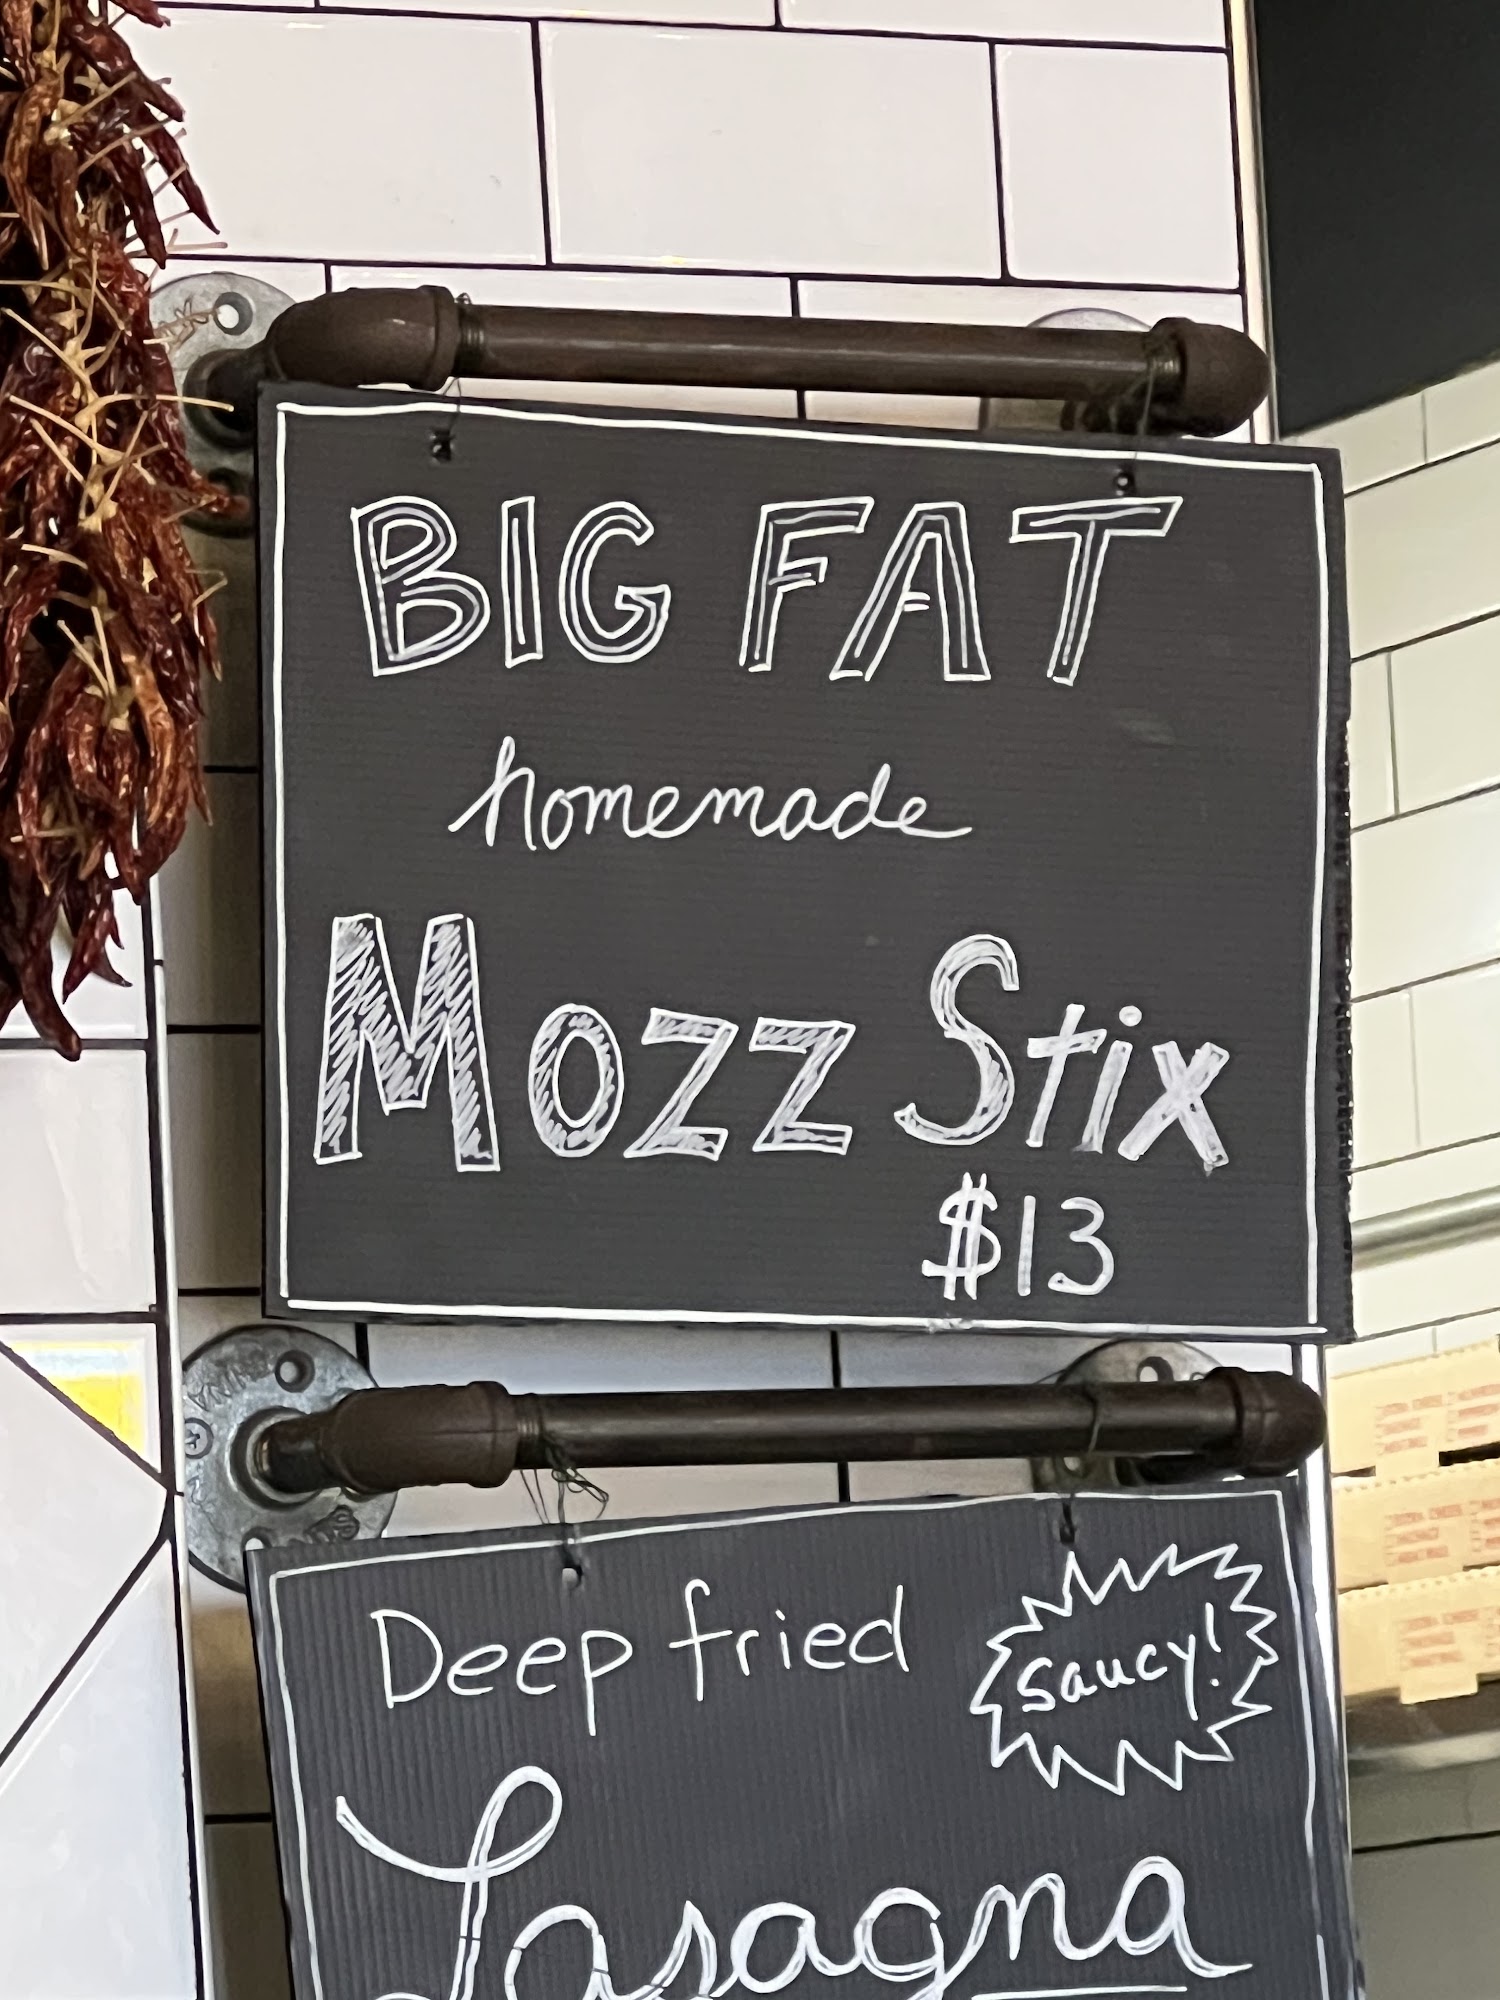 BIG FAT
homemade
Mozz Stix
$13
Deep fried
saucy!
Lasagna